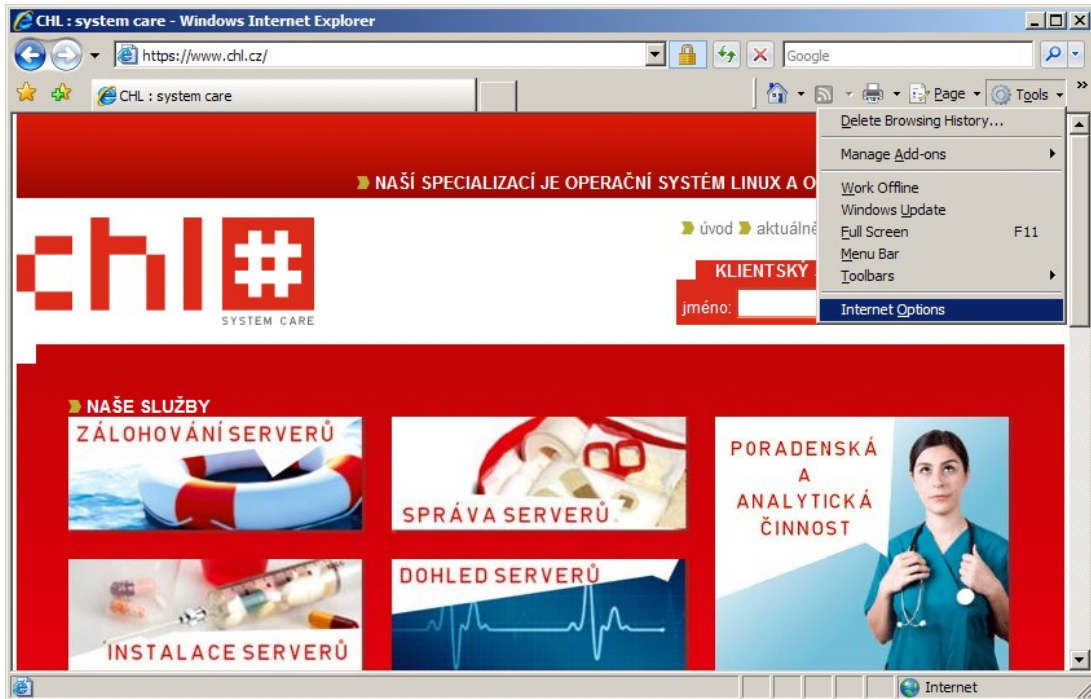 CHL : system care - Windows Internet Explorer
https://www.chl.cz/
Google
CHL : system care
Page
Tools
»
Delete Browsing History...
Manage Add-ons
Work Offline
Windows Update
Full Screen F11
Menu Bar
Toolbars
Internet Options
NAŠÍ SPECIALIZACÍ JE OPERAČNÍ SYSTÉM LINUX A O
úvod aktuálně
chl #
SYSTEM CARE
KLIENTSKÝ
jméno:
NAŠE SLUŽBY
ZÁLOHOVÁNÍ SERVERŮ
SPRÁVA SERVERŮ
PORADENSKÁ
A
ANALYTICKÁ
ČINNOST
INSTALACE SERVERŮ
DOHLED SERVERŮ
Internet